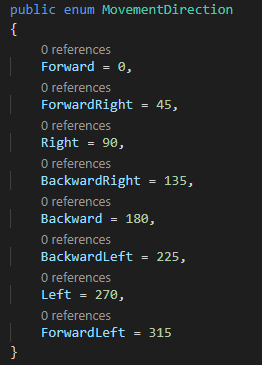 public enum MovementDirection
{
0 references
Forward = 0,
0 references
ForwardRight = 45,
0 references
Right = 90,
0 references
BackwardRight = 135,
0 references
Backward = 180,
0 references
BackwardLeft = 225,
0 references
Left = 270,
0 references
ForwardLeft = 315
}